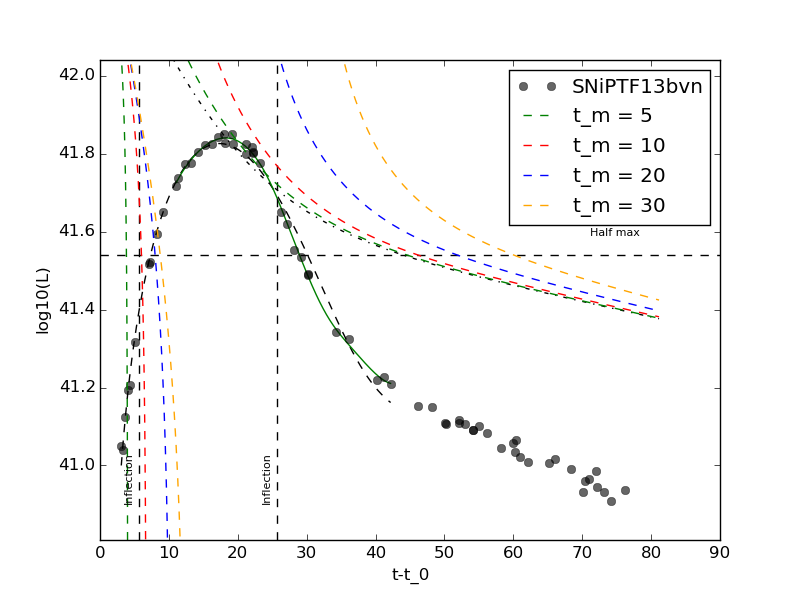 42.0
41.8
41.6
41.4
41.2
41.0
log10(L)
0 10 20 30 40 50 60 70 80 90
t-t_0
SNiPTF13bvn
t_m = 5
t_m = 10
t_m = 20
t_m = 30
Half max
Inflection
Inflection